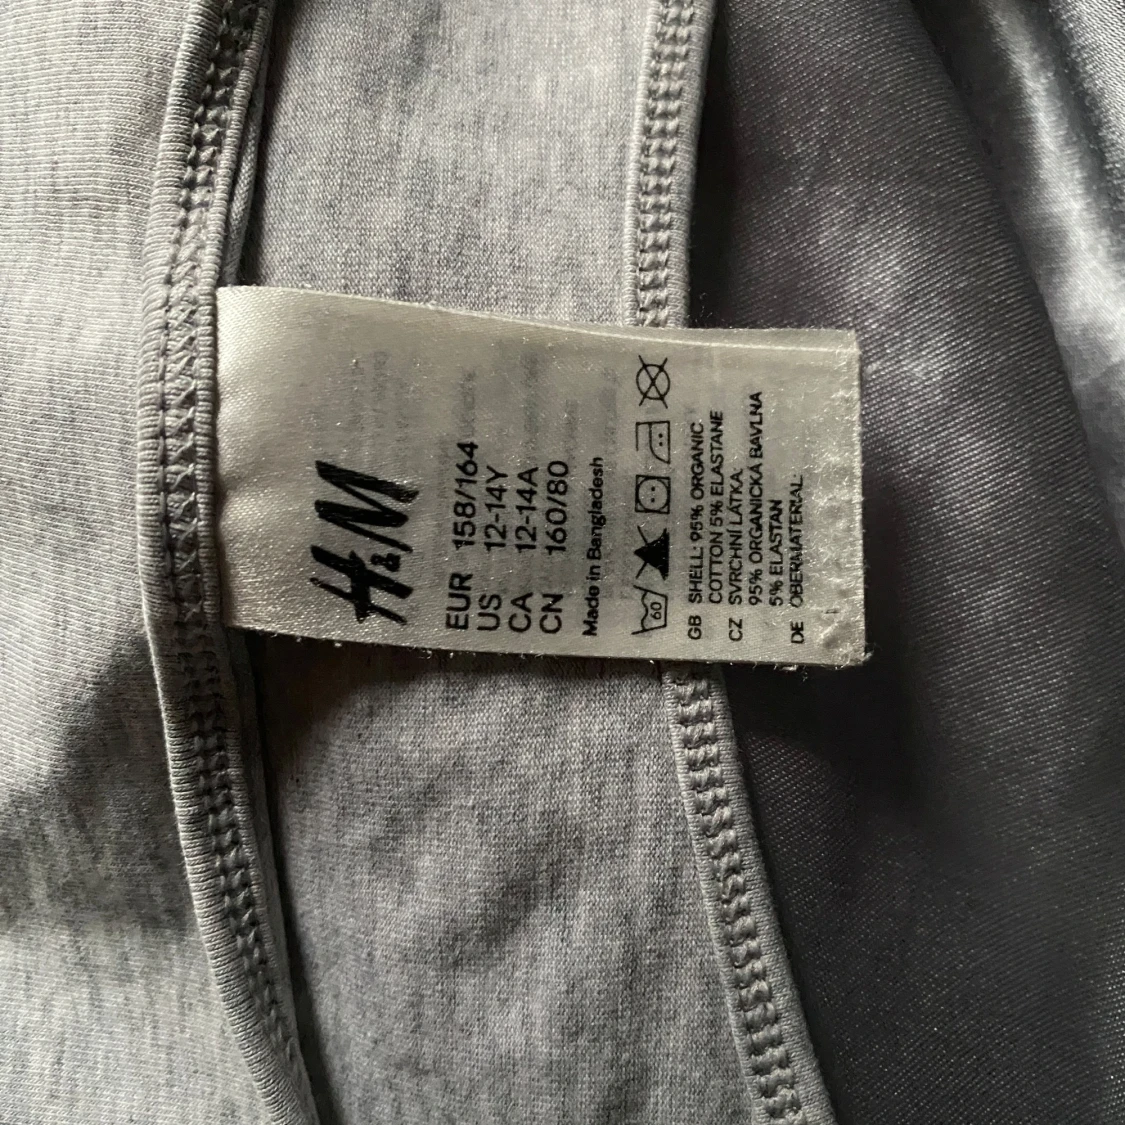 H&M
EUR 158/164
US 12-14Y
CA 12-14A
CN 160/80
Made in Bangladesh
60
GB SHELL: 95% ORGANIC
COTTON 5% ELASTANE
CZ SVRCHNÍ LÁTKA:
95% ORGANICKÁ BAVLNA
5% ELASTAN
DE OBERMATERIAL: